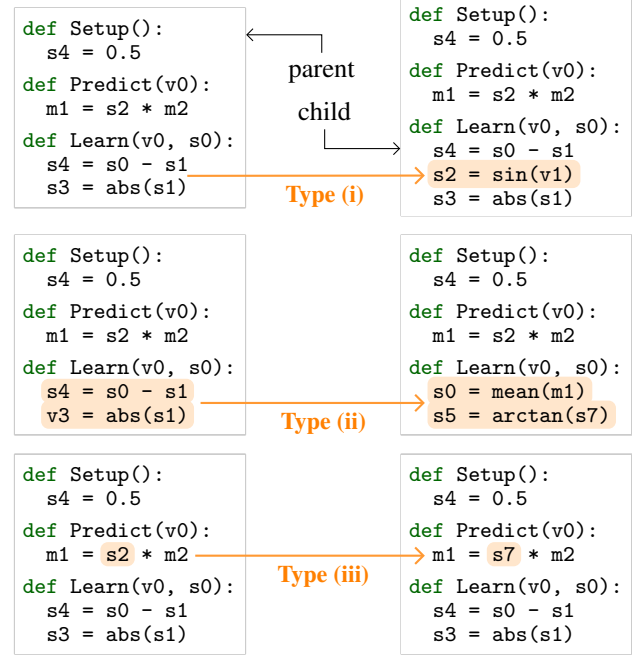 def Setup():
s4 = 0.5
def Predict(v0):
m1 = s2 * m2
def Learn(v0, s0):
s4 = s0 - s1
s3 = abs(s1)
parent
child
Type (i)
def Setup():
s4 = 0.5
def Predict(v0):
m1 = s2 * m2
def Learn(v0, s0):
s4 = s0 - s1
s2 = sin(v1)
s3 = abs(s1)
def Setup():
s4 = 0.5
def Predict(v0):
m1 = s2 * m2
def Learn(v0, s0):
s4 = s0 - s1
v3 = abs(s1)
Type (ii)
def Setup():
s4 = 0.5
def Predict(v0):
m1 = s2 * m2
def Learn(v0, s0):
s0 = mean(m1)
s5 = arctan(s7)
def Setup():
s4 = 0.5
def Predict(v0):
m1 = s2 * m2
def Learn(v0, s0):
s4 = s0 - s1
s3 = abs(s1)
Type (iii)
def Setup():
s4 = 0.5
def Predict(v0):
m1 = s7 * m2
def Learn(v0, s0):
s4 = s0 - s1
s3 = abs(s1)